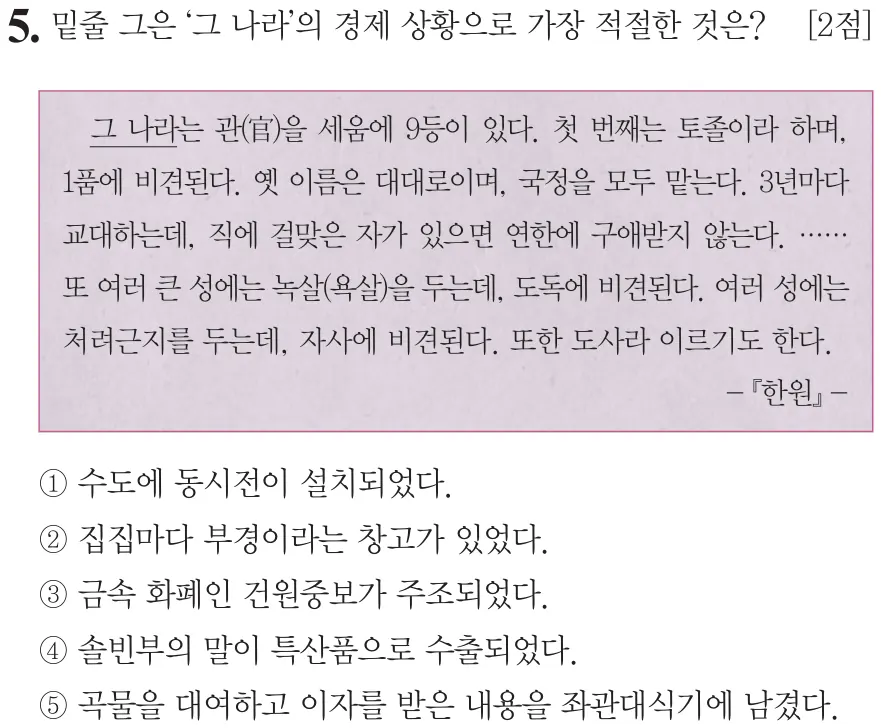 5. 밑줄 그은 ‘그 나라’의 경제 상황으로 가장 적절한 것은? [2점]
그 나라는 관(官)을 세움에 9등이 있다. 첫 번째는 토졸이라 하며,
1품에 비견된다. 옛 이름은 대대로이며, 국정을 모두 맡는다. 3년마다
교대하는데, 직에 걸맞은 자가 있으면 연한에 구애받지 않는다. ……
또 여러 큰 성에는 녹살(욕살)을 두는데, 도독에 비견된다. 여러 성에는
처려근지를 두는데, 자사에 비견된다. 또한 도사라 이르기도 한다.
－『한원』－
① 수도에 동시전이 설치되었다.
② 집집마다 부경이라는 창고가 있었다.
③ 금속 화폐인 건원중보가 주조되었다.
④ 솔빈부의 말이 특산품으로 수출되었다.
⑤ 곡물을 대여하고 이자를 받은 내용을 좌관대식기에 남겼다.